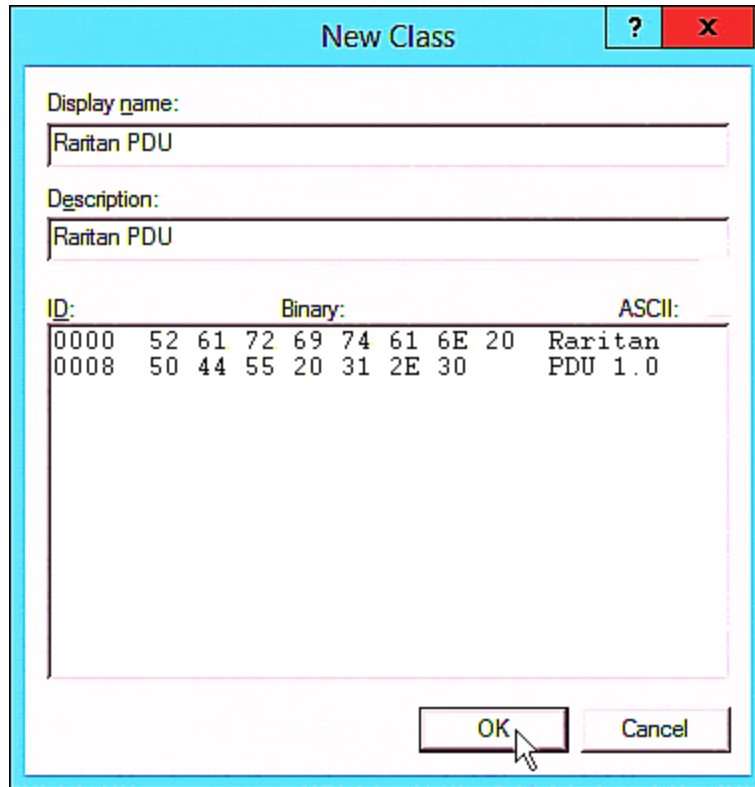 New Class
?
x
Display name:
Raritan PDU
Description:
Raritan PDU
ID: Binary: ASCII:
0000 52 61 72 69 74 61 6E 20 Raritan
0008 50 44 55 20 31 2E 30 PDU 1.0
OK
Cancel